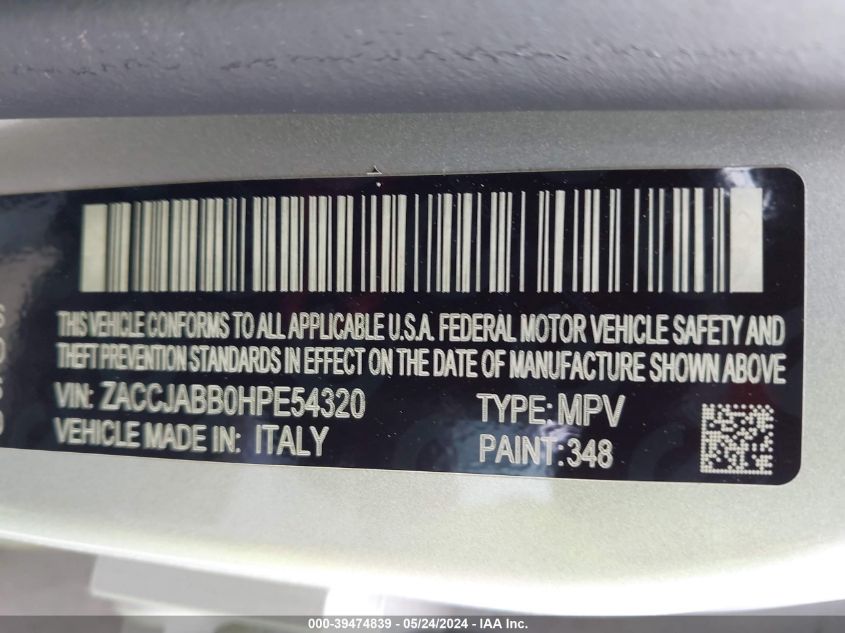 THIS VEHICLE CONFORMS TO ALL APPLICABLE U.S.A. FEDERAL MOTOR VEHICLE SAFETY AND
THEFT PREVENTION STANDARDS IN EFFECT ON THE DATE OF MANUFACTURE SHOWN ABOVE
VIN: ZACCJABB0HPE54320 TYPE: MPV
VEHICLE MADE IN: ITALY PAINT: 348
000-39474839 - 05/24/2024 - IAA Inc.